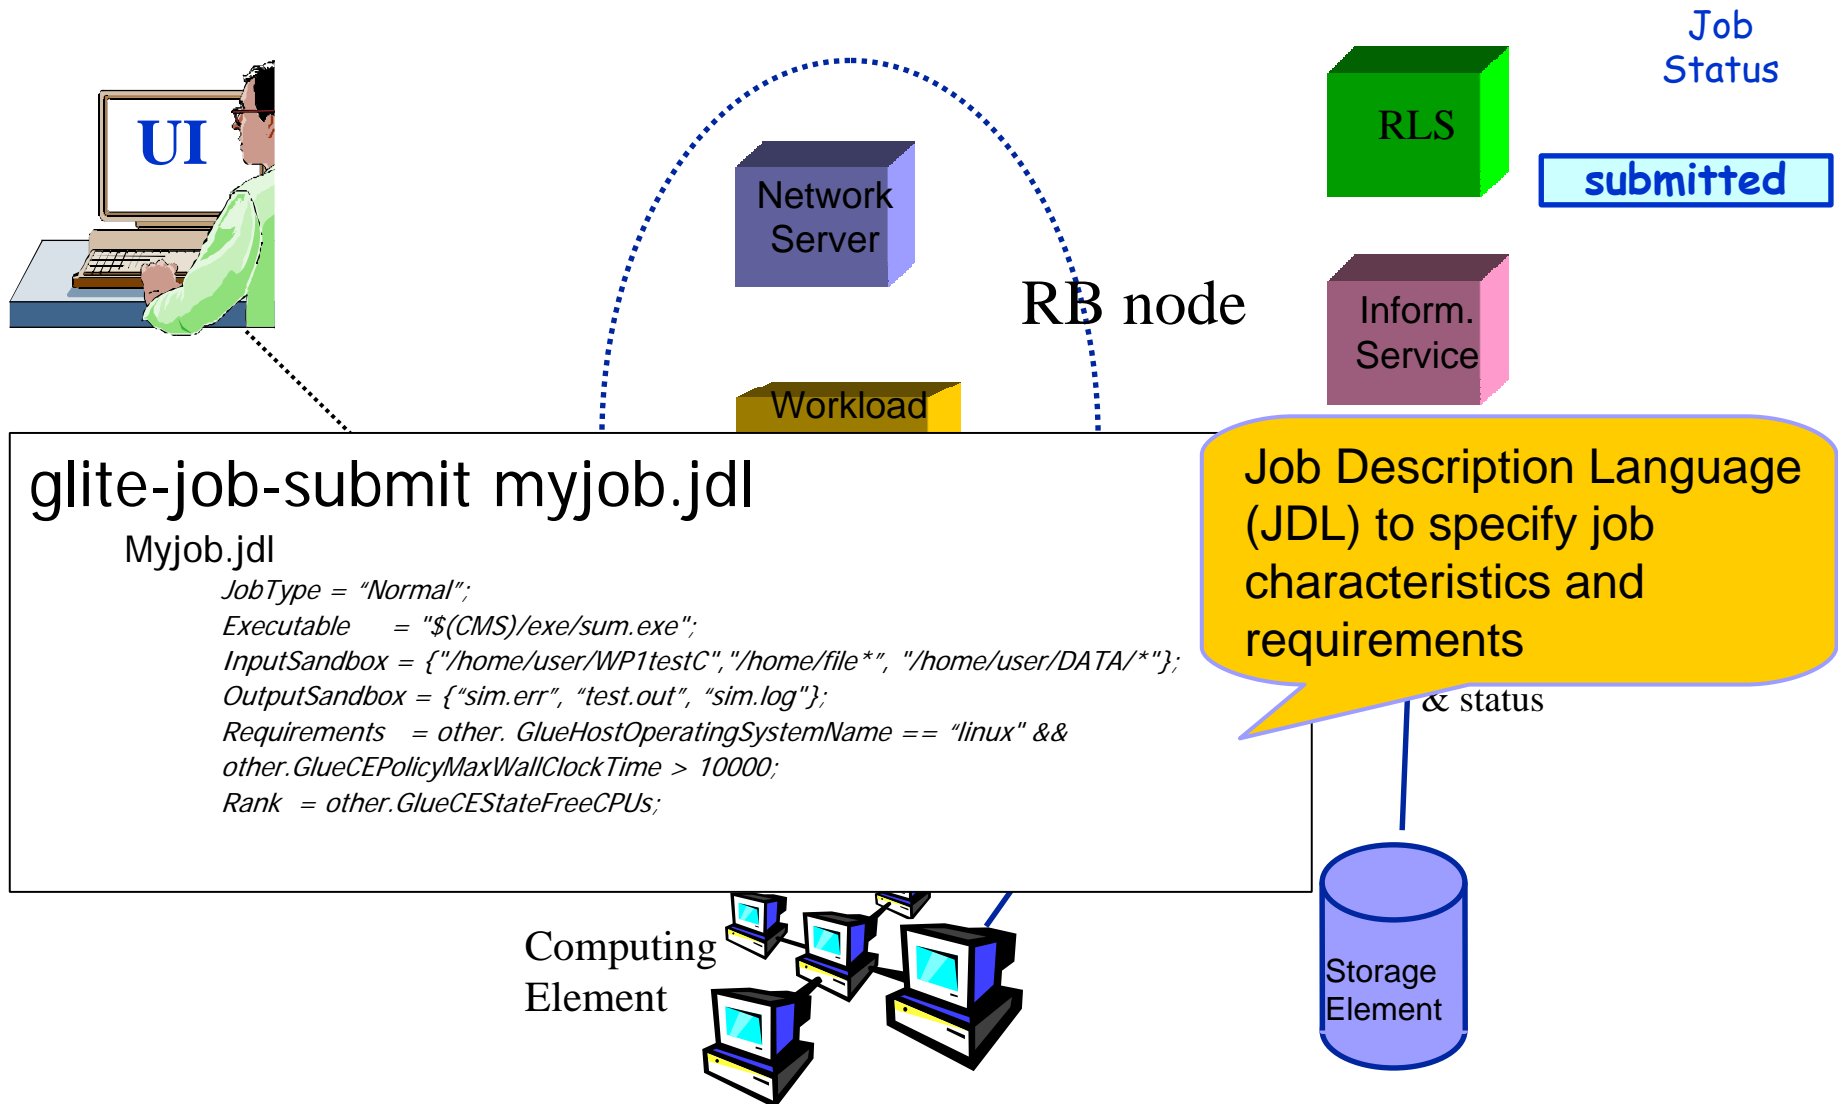 Job
Status
UI
RLS
submitted
Network
Server
RB node
Inform.
Service
Workload
glite-job-submit myjob.jdl
Myjob.jdl
JobType = “Normal”;
Executable = "$(CMS)/exe/sum.exe";
InputSandbox = {"/home/user/WP1testC","/home/file*”, "/home/user/DATA/*"};
OutputSandbox = {“sim.err”, “test.out”, “sim.log"};
Requirements = other. GlueHostOperatingSystemName == “linux" &&
other.GlueCEPolicyMaxWallClockTime > 10000;
Rank = other.GlueCEStateFreeCPUs;
Job Description Language
(JDL) to specify job
characteristics and
requirements
& status
Computing
Element
Storage
Element